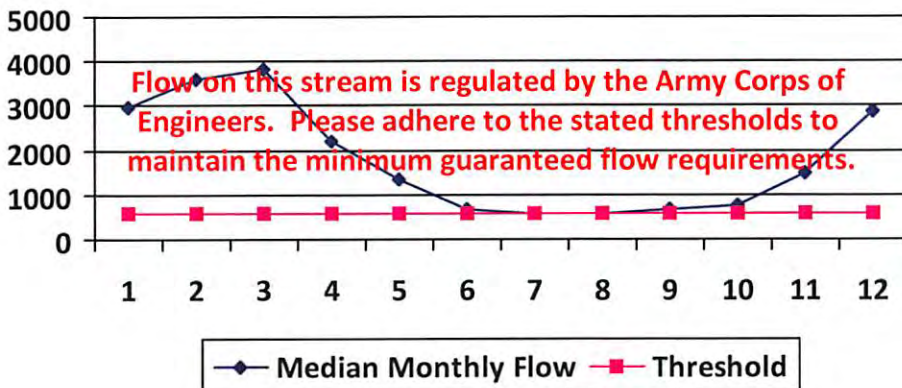 5000
4000
3000
2000
1000
0
Flow on this stream is regulated by the Army Corps of
Engineers. Please adhere to the stated thresholds to
maintain the minimum guaranteed flow requirements.
1 2 3 4 5 6 7 8 9 10 11 12
Median Monthly Flow Threshold